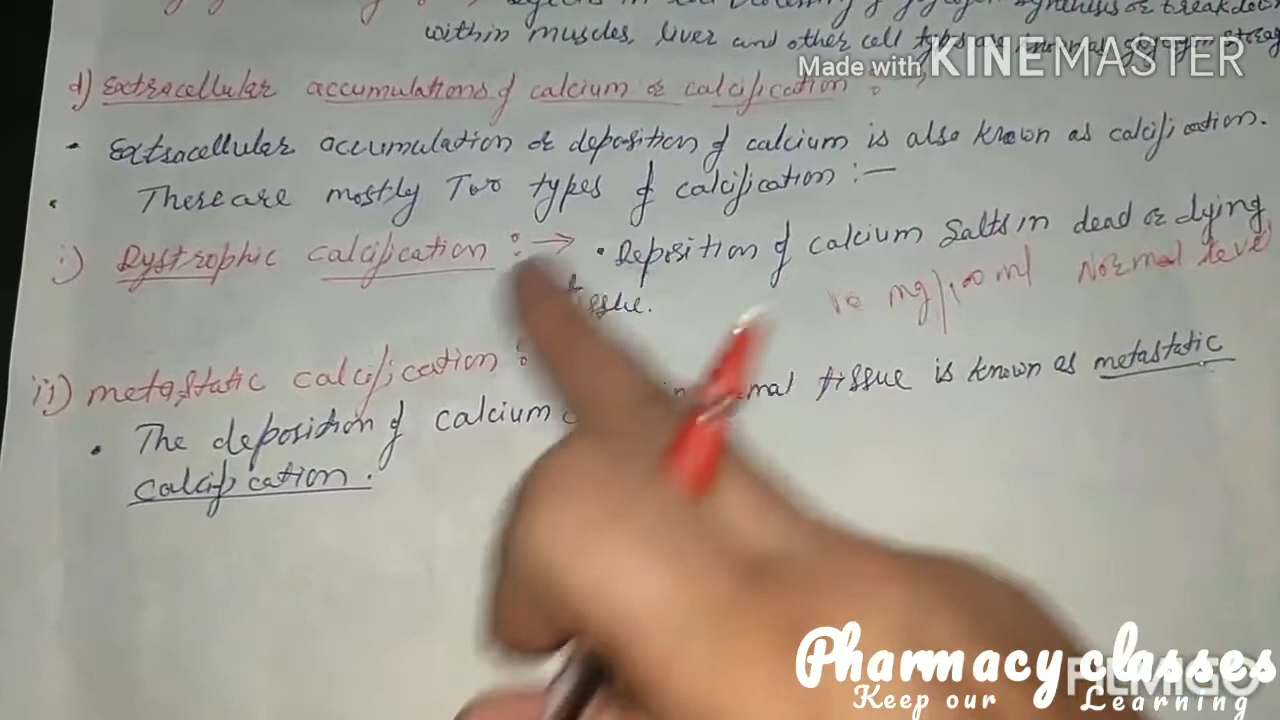 within muscles, liver and other cell types
Made with KINEMASTER
d) Extracellular accumulations of calcium or calcification :
• Extracellular accumulation or deposition of calcium is also known as calcification.
• There are mostly Two types of calcification :—
i) Dystrophic calcification :→ • Deposition of calcium salts in dead or dying
tissue.
10 mg/100 ml Normal level
ii) metastatic calcification :
• The deposition of calcium tissue is known as metastatic
calcification.
Pharmacy classes
FILMIGO
Keep our Learning